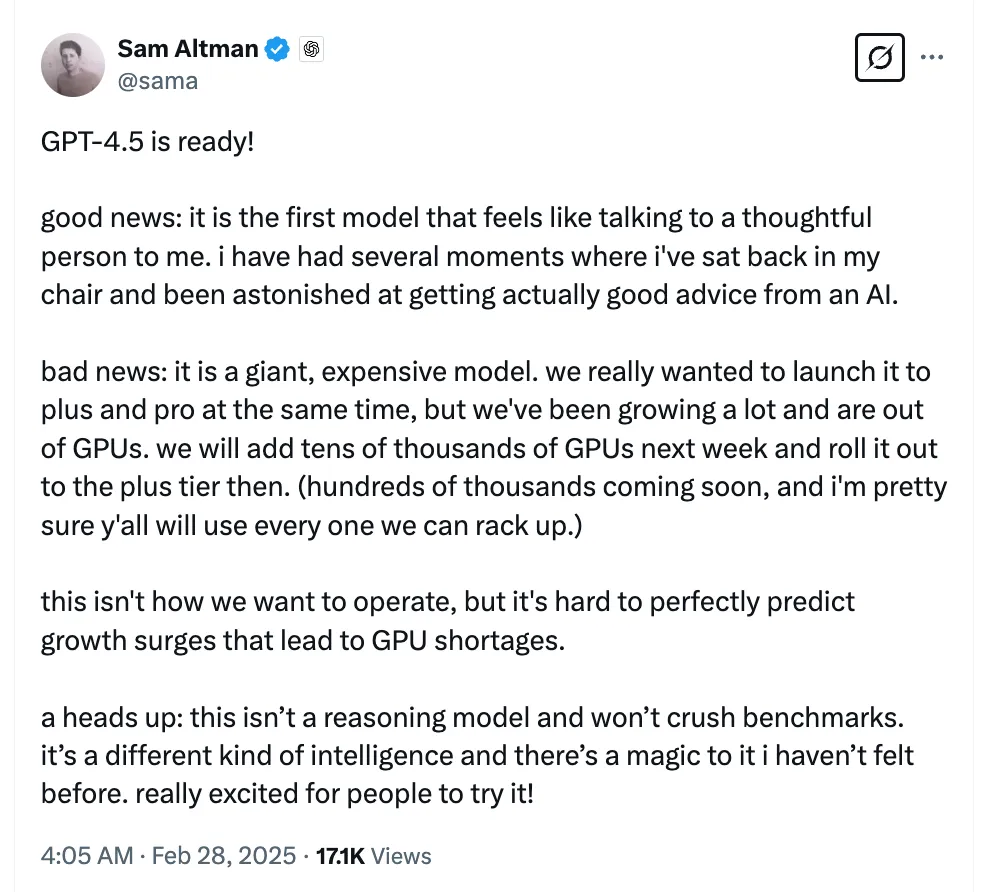 Sam Altman
@sama
GPT-4.5 is ready!
good news: it is the first model that feels like talking to a thoughtful
person to me. i have had several moments where i've sat back in my
chair and been astonished at getting actually good advice from an AI.
bad news: it is a giant, expensive model. we really wanted to launch it to
plus and pro at the same time, but we've been growing a lot and are out
of GPUs. we will add tens of thousands of GPUs next week and roll it out
to the plus tier then. (hundreds of thousands coming soon, and i'm pretty
sure y'all will use every one we can rack up.)
this isn't how we want to operate, but it's hard to perfectly predict
growth surges that lead to GPU shortages.
a heads up: this isn’t a reasoning model and won’t crush benchmarks.
it’s a different kind of intelligence and there’s a magic to it i haven’t felt
before. really excited for people to try it!
4:05 AM · Feb 28, 2025 · 17.1K Views